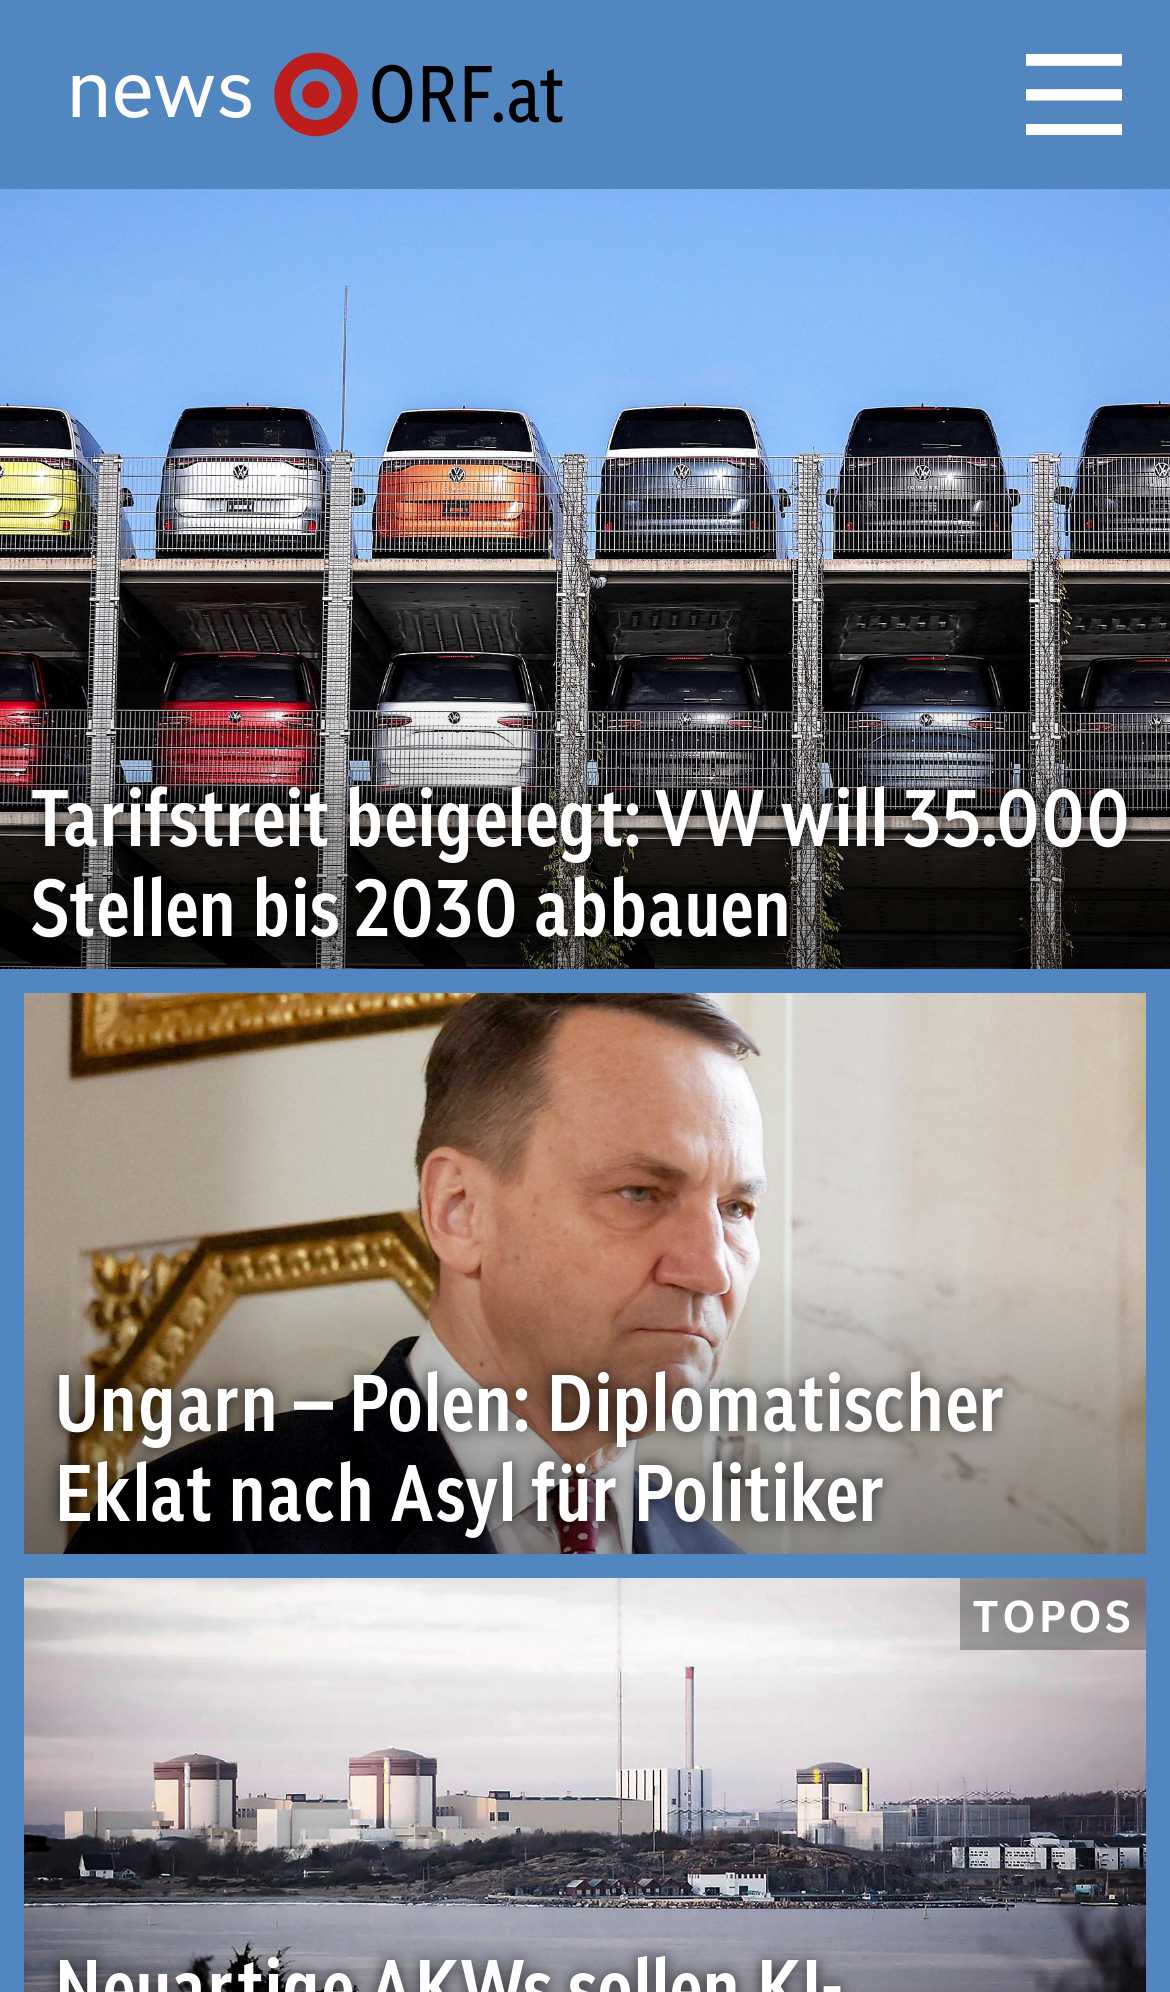 news ORF.at
Tarifstreit beigelegt: VW will 35.000
Stellen bis 2030 abbauen
Ungarn – Polen: Diplomatischer
Eklat nach Asyl für Politiker
TOPOS
Neuartige AKWs sollen KI-